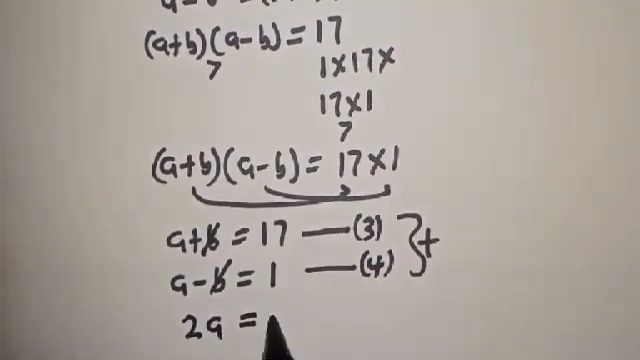 (a+b)(a-b)=17
>
1×17×
17×1
>
(a+b)(a-b)=17×1
a+b=17 —(3)
a-b=1 —(4) }+
2a=